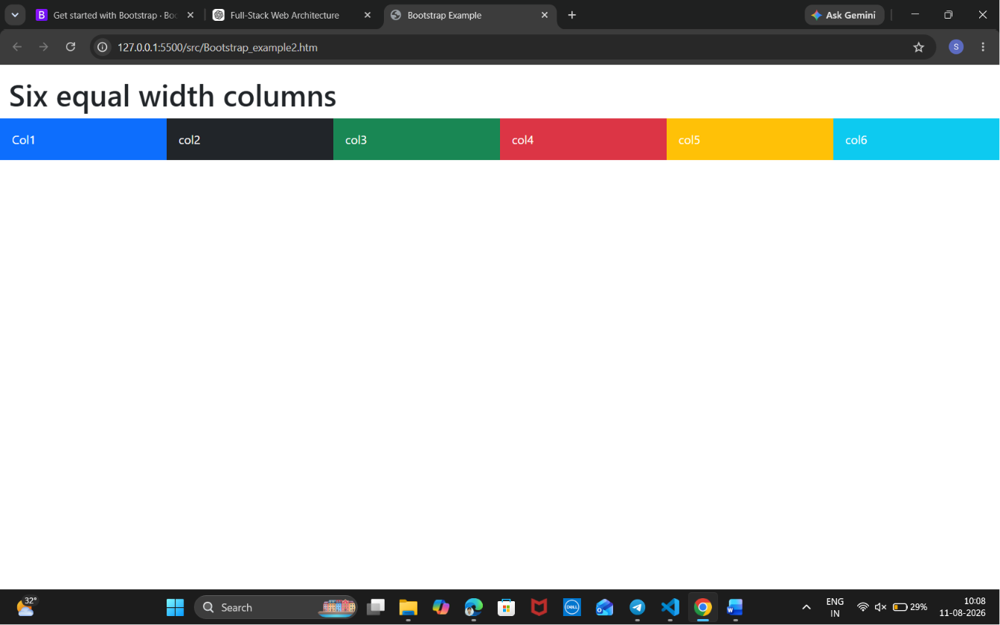 Get started with Bootstrap · Boo
Full-Stack Web Architecture
Bootstrap Example
Ask Gemini
127.0.0.1:5500/src/Bootstrap_example2.htm
S
Six equal width columns
Col1 col2 col3 col4 col5 col6
32°
Search
DELL
ENG
IN
29%
10:08
11-08-2026